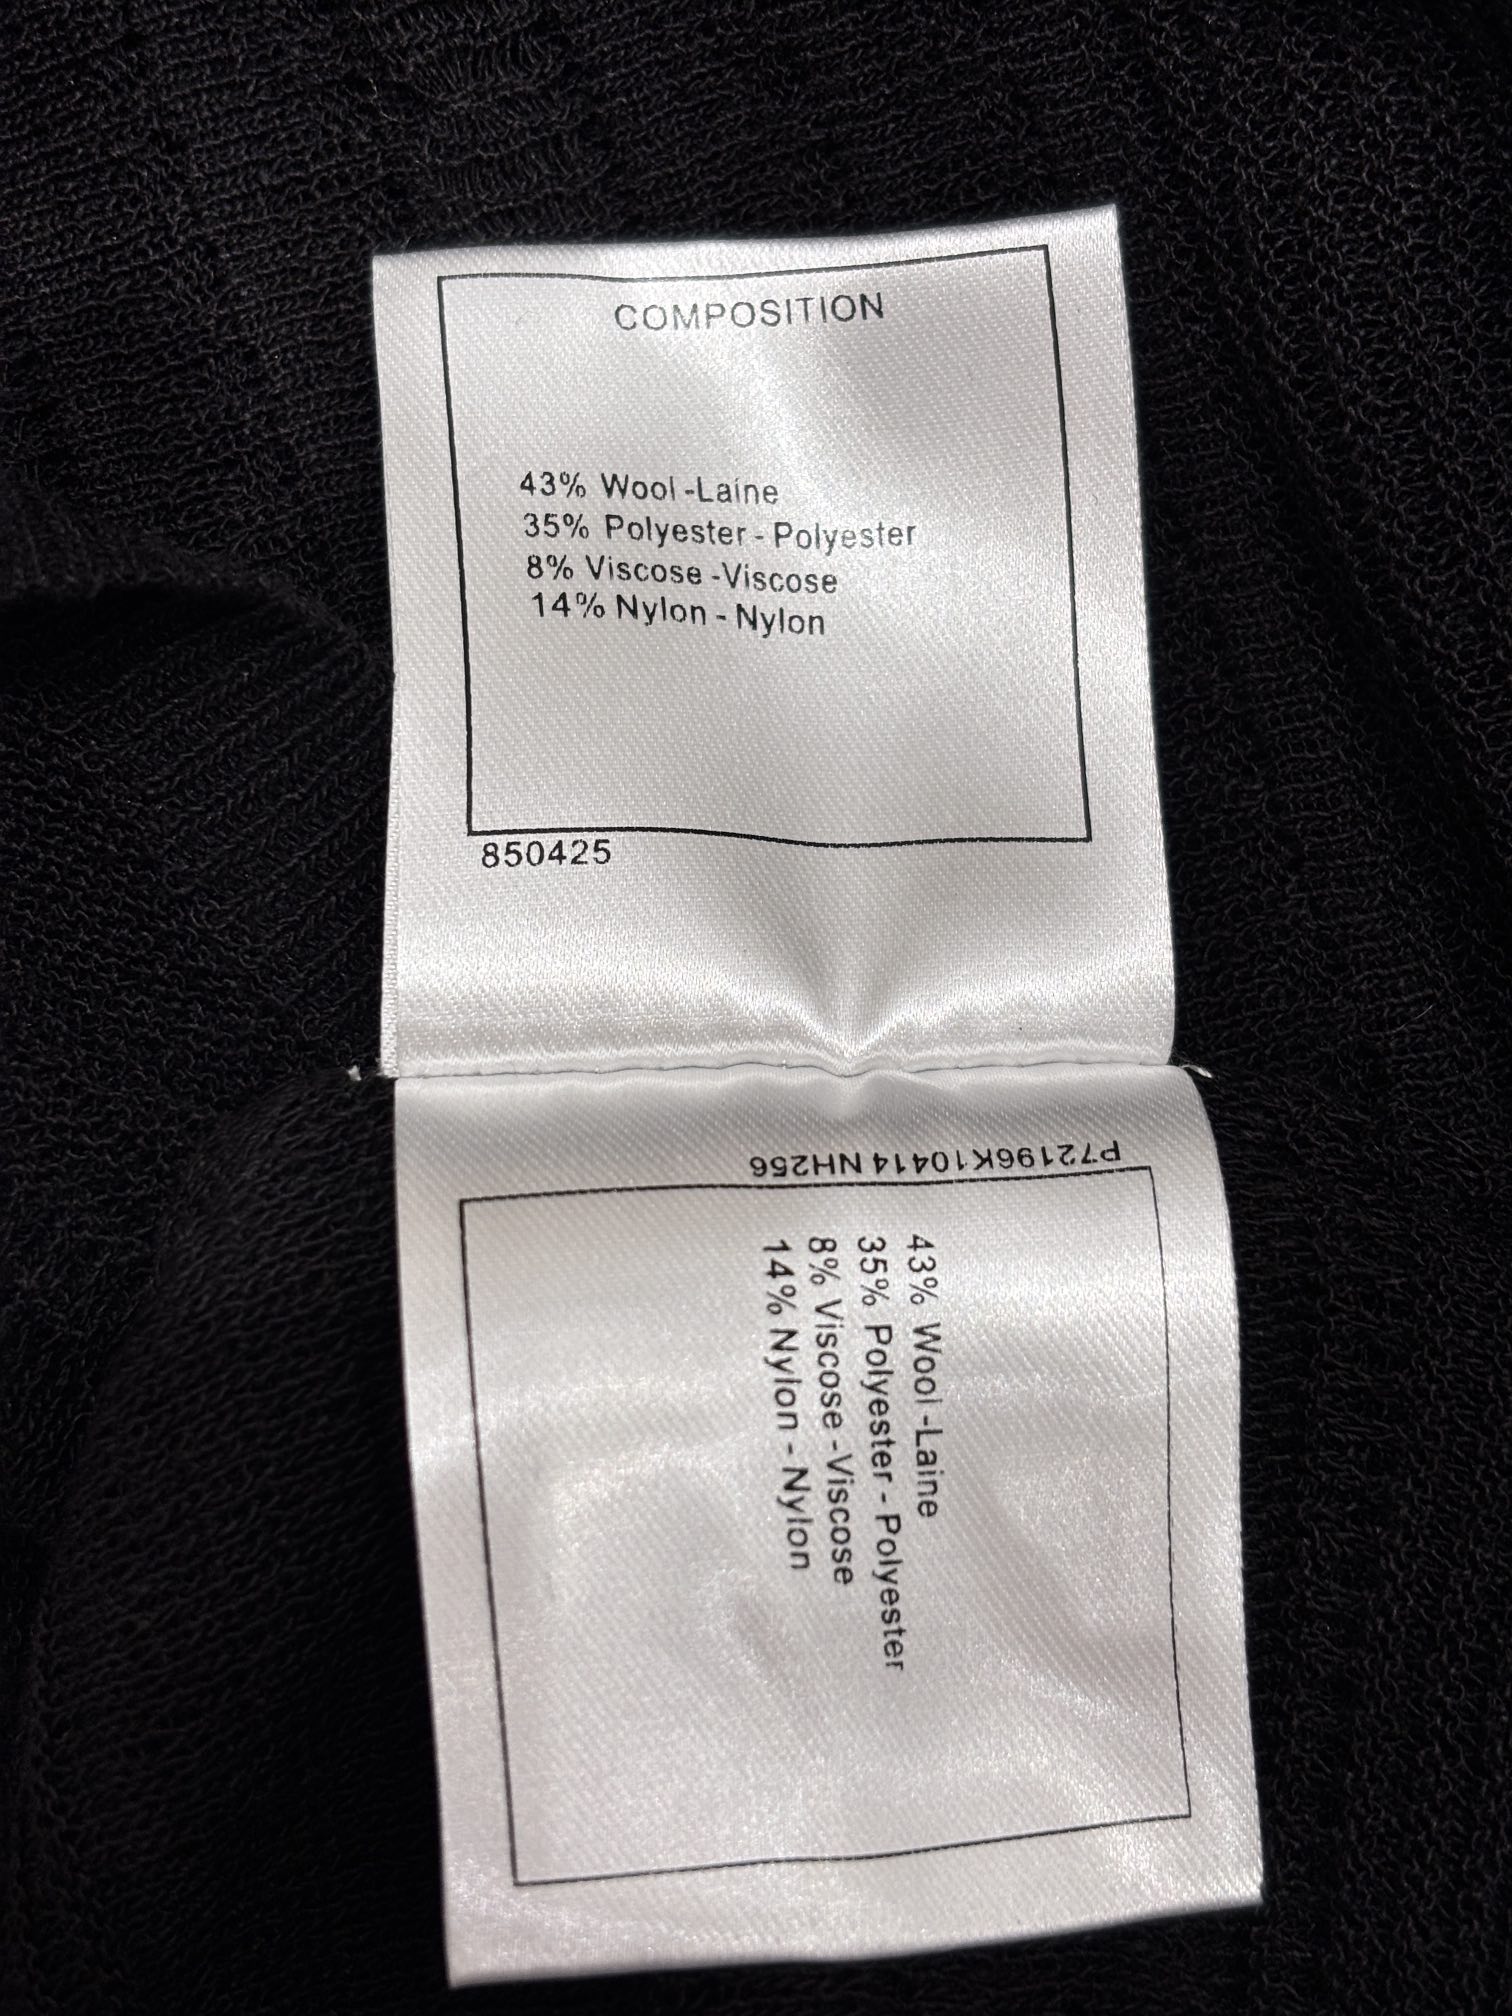 COMPOSITION
43% Wool -Laine
35% Polyester - Polyester
8% Viscose -Viscose
14% Nylon - Nylon
850425
P72196K10414 NH256
43% Wool -Laine
35% Polyester - Polyester
8% Viscose -Viscose
14% Nylon - Nylon